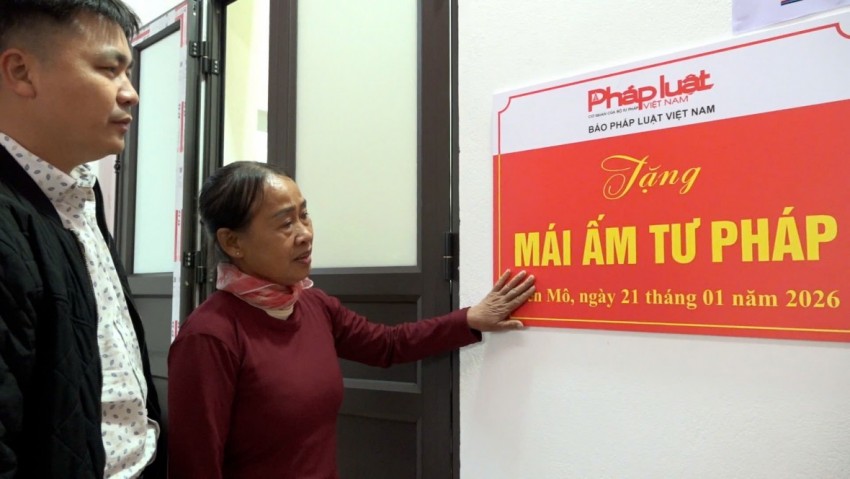 Pháp luật
VIỆT NAM
BÁO PHÁP LUẬT VIỆT NAM
Tặng
MÁI ẤM TƯ PHÁP
Mô, ngày 21 tháng 01 năm 2026